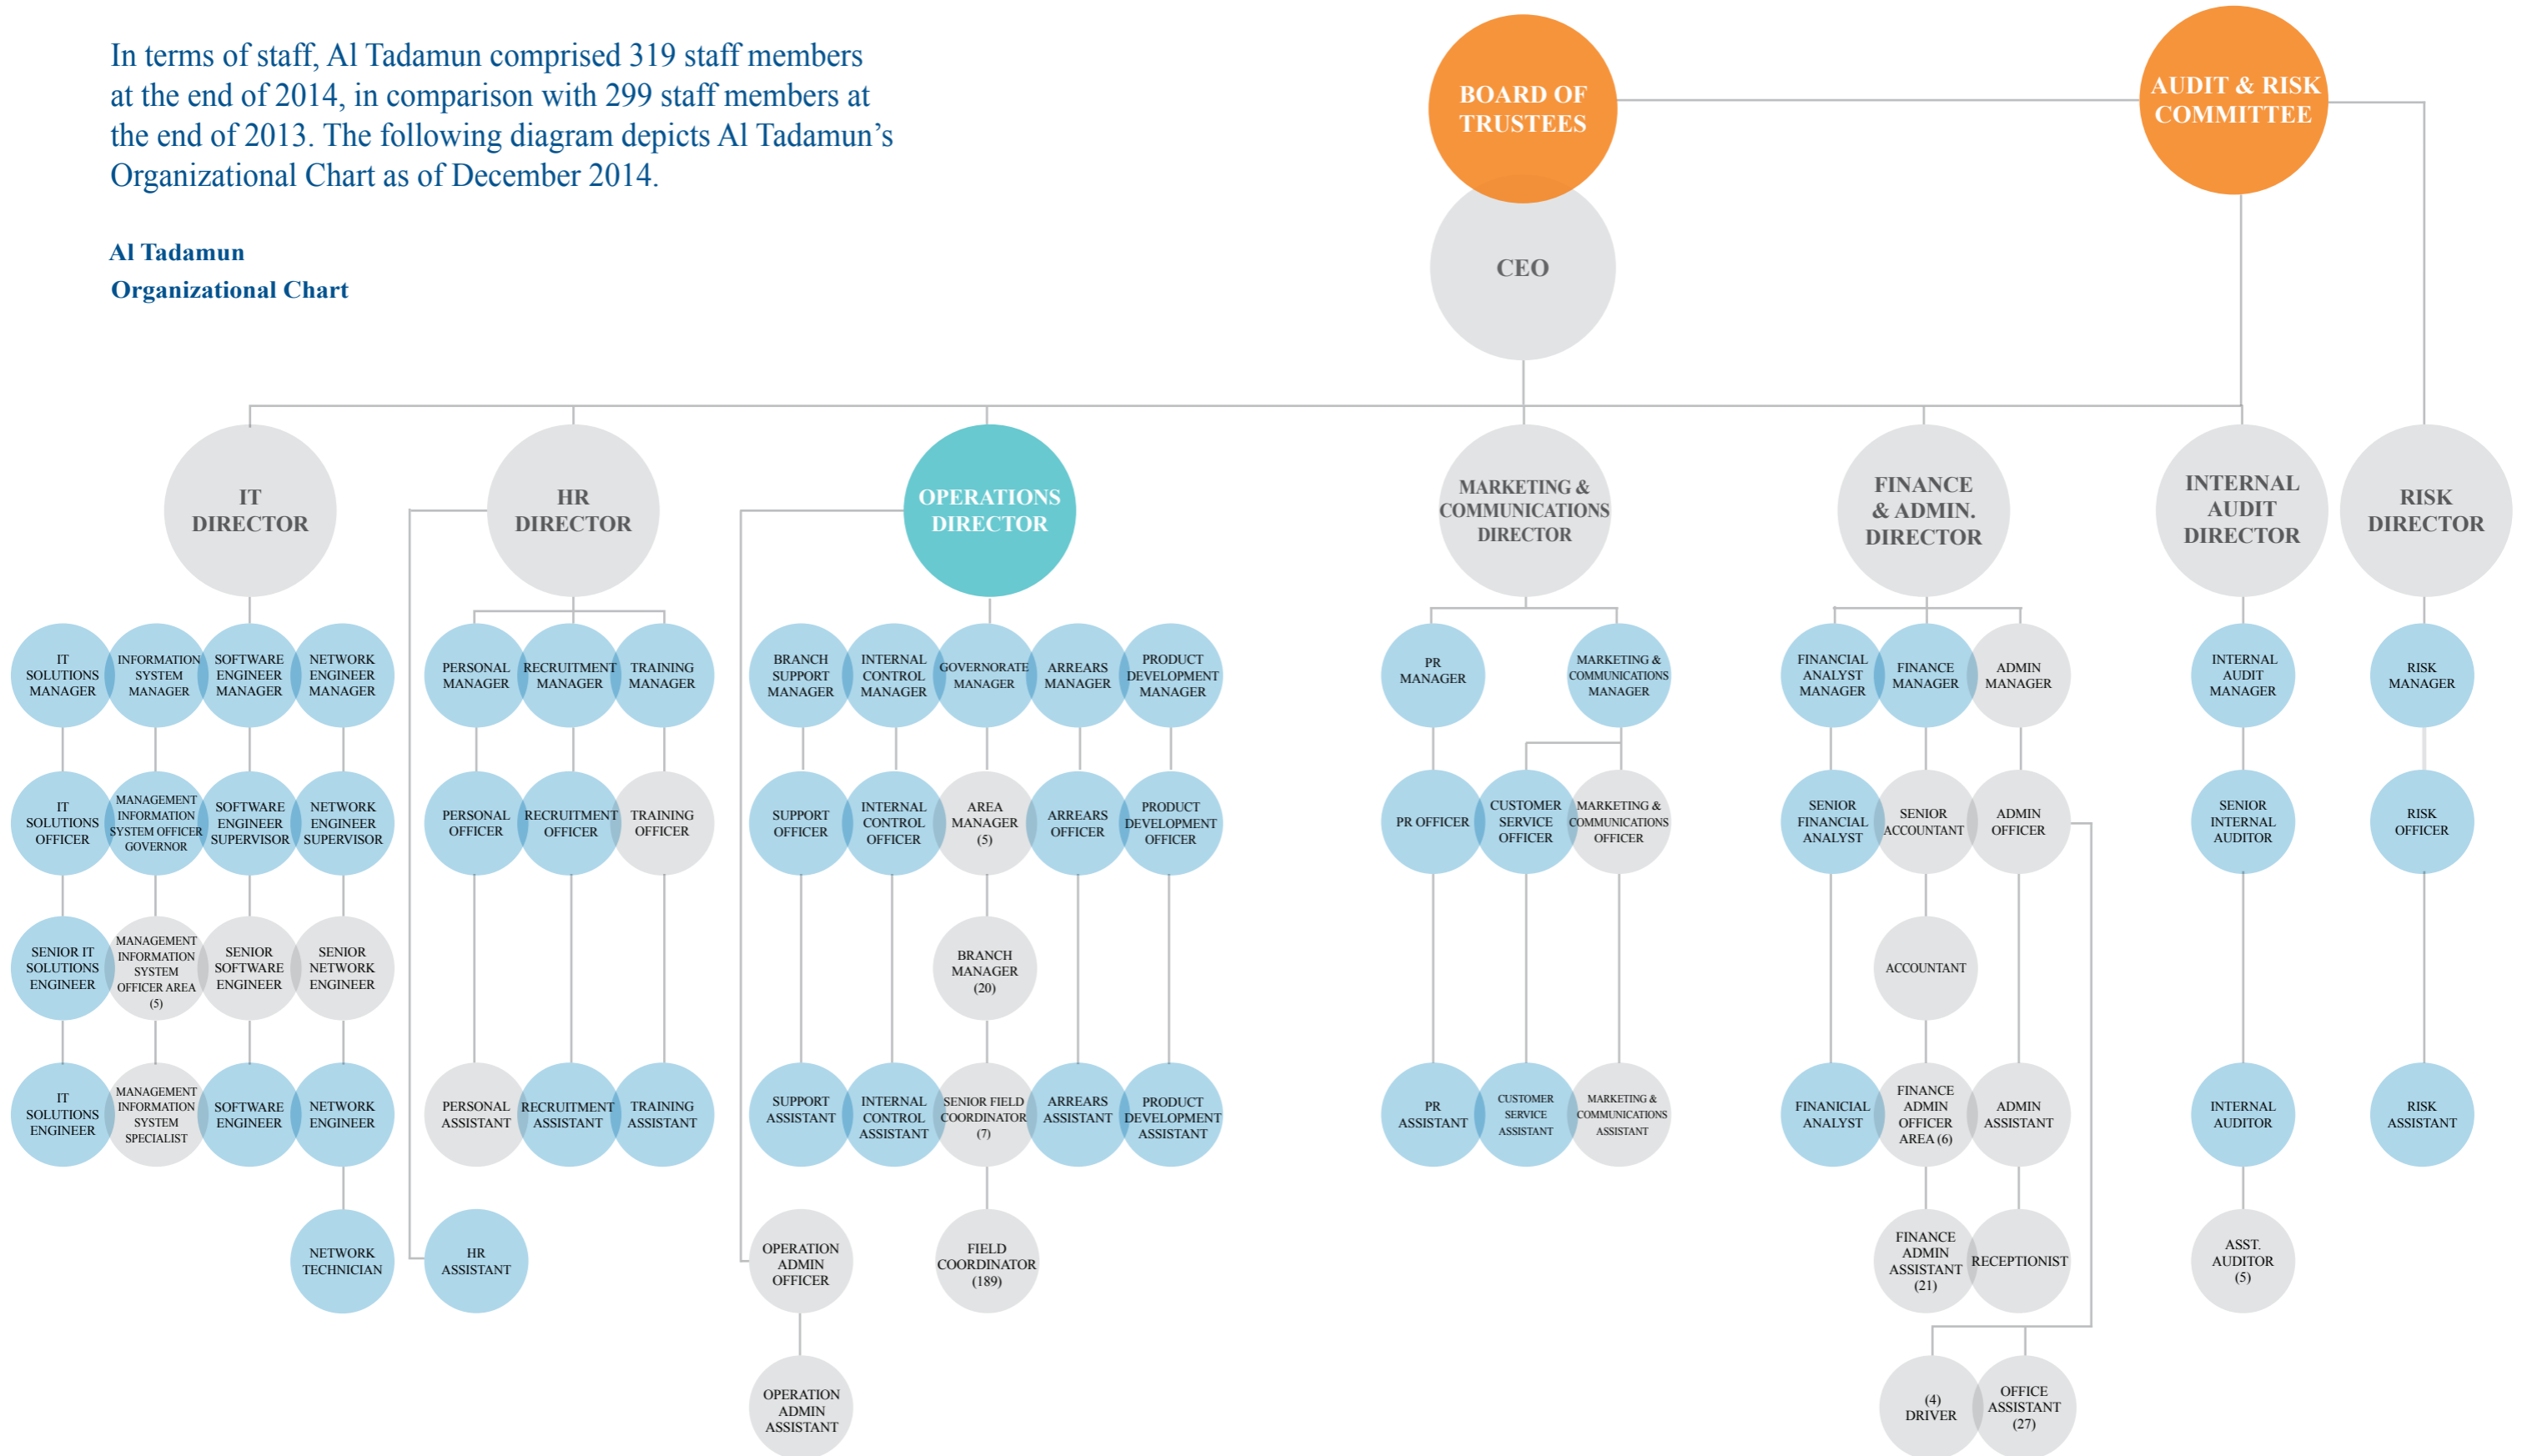 In terms of staff, Al Tadamun comprised 319 staff members
at the end of 2014, in comparison with 299 staff members at
the end of 2013. The following diagram depicts Al Tadamun’s
Organizational Chart as of December 2014.
Al Tadamun
Organizational Chart
BOARD OF
TRUSTEES
AUDIT & RISK
COMMITTEE
CEO
IT
DIRECTOR
HR
DIRECTOR
OPERATIONS
DIRECTOR
MARKETING &
COMMUNICATIONS
DIRECTOR
FINANCE
& ADMIN.
DIRECTOR
INTERNAL
AUDIT
DIRECTOR
RISK
DIRECTOR
IT
SOLUTIONS
MANAGER
INFORMATION
SYSTEM
MANAGER
SOFTWARE
ENGINEER
MANAGER
NETWORK
ENGINEER
MANAGER
PERSONAL
MANAGER
RECRUITMENT
MANAGER
TRAINING
MANAGER
BRANCH
SUPPORT
MANAGER
INTERNAL
CONTROL
MANAGER
GOVERNORATE
MANAGER
ARREARS
MANAGER
PRODUCT
DEVELOPMENT
MANAGER
PR
MANAGER
MARKETING &
COMMUNICATIONS
MANAGER
FINANCIAL
ANALYST
MANAGER
FINANCE
MANAGER
ADMIN
MANAGER
INTERNAL
AUDIT
MANAGER
RISK
MANAGER
IT
SOLUTIONS
OFFICER
MANAGEMENT
INFORMATION
SYSTEM OFFICER
GOVERNOR
SOFTWARE
ENGINEER
SUPERVISOR
NETWORK
ENGINEER
SUPERVISOR
PERSONAL
OFFICER
RECRUITMENT
OFFICER
TRAINING
OFFICER
SUPPORT
OFFICER
INTERNAL
CONTROL
OFFICER
AREA
MANAGER
(5)
ARREARS
OFFICER
PRODUCT
DEVELOPMENT
OFFICER
PR OFFICER
CUSTOMER
SERVICE
OFFICER
MARKETING &
COMMUNICATIONS
OFFICER
SENIOR
FINANCIAL
ANALYST
SENIOR
ACCOUNTANT
ADMIN
OFFICER
SENIOR
INTERNAL
AUDITOR
RISK
OFFICER
SENIOR IT
SOLUTIONS
ENGINEER
MANAGEMENT
INFORMATION
SYSTEM
OFFICER AREA
(5)
SENIOR
SOFTWARE
ENGINEER
SENIOR
NETWORK
ENGINEER
BRANCH
MANAGER
(20)
ACCOUNTANT
IT
SOLUTIONS
ENGINEER
MANAGEMENT
INFORMATION
SYSTEM
SPECIALIST
SOFTWARE
ENGINEER
NETWORK
ENGINEER
PERSONAL
ASSISTANT
RECRUITMENT
ASSISTANT
TRAINING
ASSISTANT
SUPPORT
ASSISTANT
INTERNAL
CONTROL
ASSISTANT
SENIOR FIELD
COORDINATOR
(7)
ARREARS
ASSISTANT
PRODUCT
DEVELOPMENT
ASSISTANT
PR
ASSISTANT
CUSTOMER
SERVICE
ASSISTANT
MARKETING &
COMMUNICATIONS
ASSISTANT
FINANICIAL
ANALYST
FINANCE
ADMIN
OFFICER
AREA (6)
ADMIN
ASSISTANT
INTERNAL
AUDITOR
RISK
ASSISTANT
NETWORK
TECHNICIAN
HR
ASSISTANT
OPERATION
ADMIN
OFFICER
FIELD
COORDINATOR
(189)
FINANCE
ADMIN
ASSISTANT
(21)
RECEPTIONIST
ASST.
AUDITOR
(5)
OPERATION
ADMIN
ASSISTANT
(4)
DRIVER
OFFICE
ASSISTANT
(27)